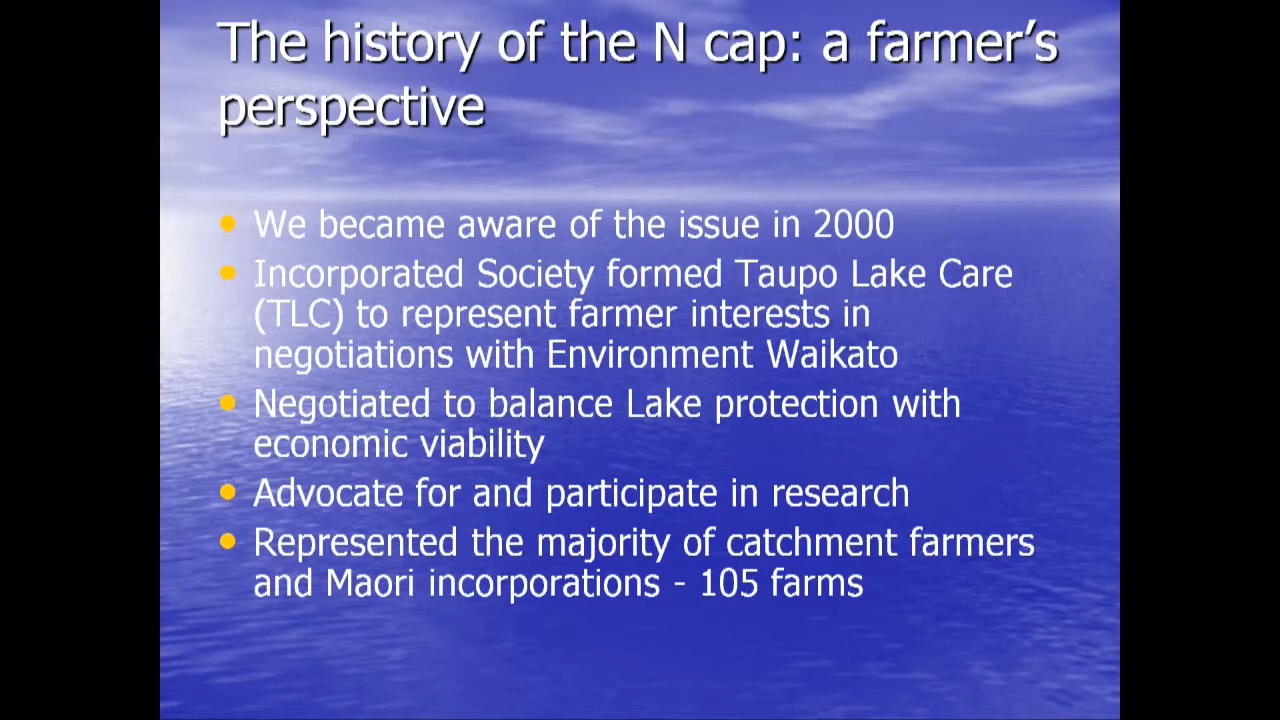 The history of the N cap: a farmer’s
perspective
• We became aware of the issue in 2000
• Incorporated Society formed Taupo Lake Care
(TLC) to represent farmer interests in
negotiations with Environment Waikato
• Negotiated to balance Lake protection with
economic viability
• Advocate for and participate in research
• Represented the majority of catchment farmers
and Maori incorporations - 105 farms